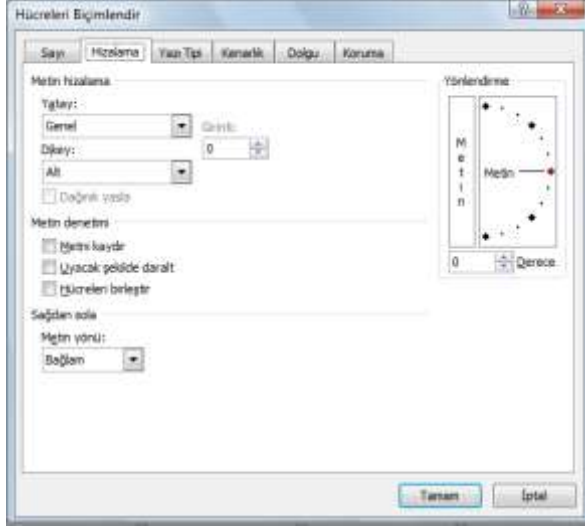 Hücreleri Biçimlendir
Sayı Hizalama Yazı Tipi Kenarlık Dolgu Koruma
Metin hizalama
Yatay:
Genel
Girinti:
Dikey:
0
Alt
Dağınık yasla
Metin denetimi
Metni kaydır
Uyacak şekilde daralt
Hücreleri birleştir
Sağdan sola
Metin yönü:
Bağlam
Yönlendirme
Metin
Metin
0 Derece
Tamam İptal